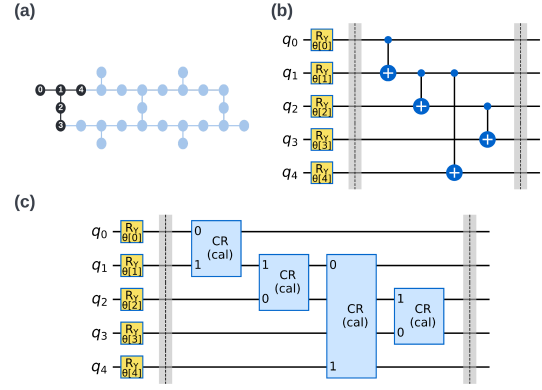 (a)
0 1 4
2
3
(b)
q0 RY θ[0]
q1 RY θ[1]
q2 RY θ[2]
q3 RY θ[3]
q4 RY θ[4]
(c)
q0 RY θ[0] 0
CR
(cal)
q1 RY θ[1] 1 1 0
CR
(cal)
CR
(cal)
q2 RY θ[2] 0 1
CR
(cal)
q3 RY θ[3] 0
q4 RY θ[4] 1